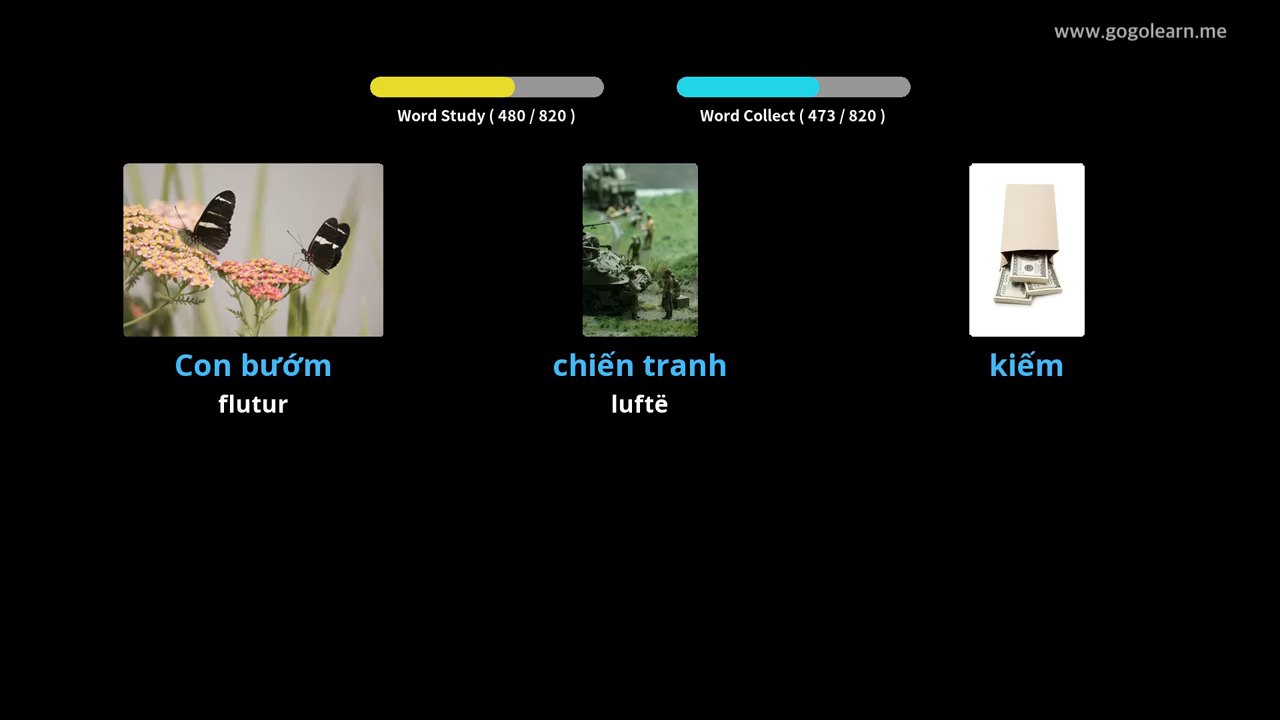 www.gogolearn.me
Word Study ( 480 / 820 )
Word Collect ( 473 / 820 )
Con bướm
chiến tranh
kiếm
flutur
luftë